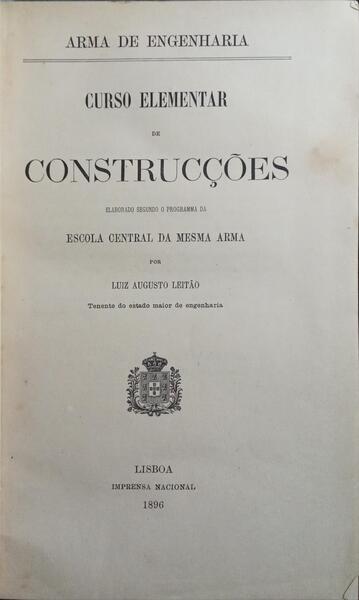 ARMA DE ENGENHARIA
CURSO ELEMENTAR
DE
CONSTRUCÇÕES
ELABORADO SEGUNDO O PROGRAMMA DA
ESCOLA CENTRAL DA MESMA ARMA
POR
LUIZ AUGUSTO LEITÃO
Tenente do estado maior de engenharia
LISBOA
IMPRENSA NACIONAL
1896